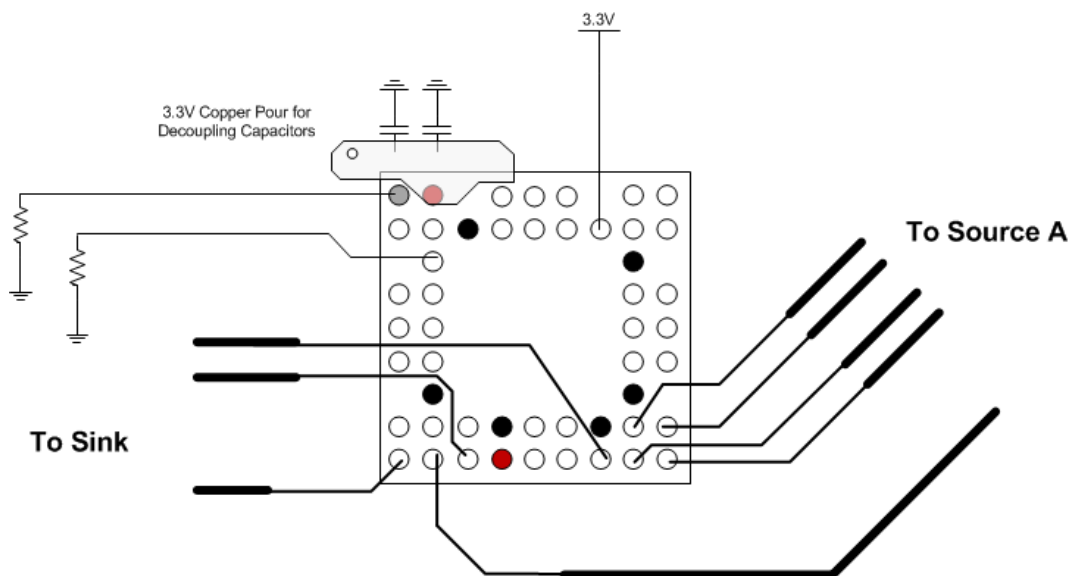 3.3V
3.3V Copper Pour for
Decoupling Capacitors
To Source A
To Sink